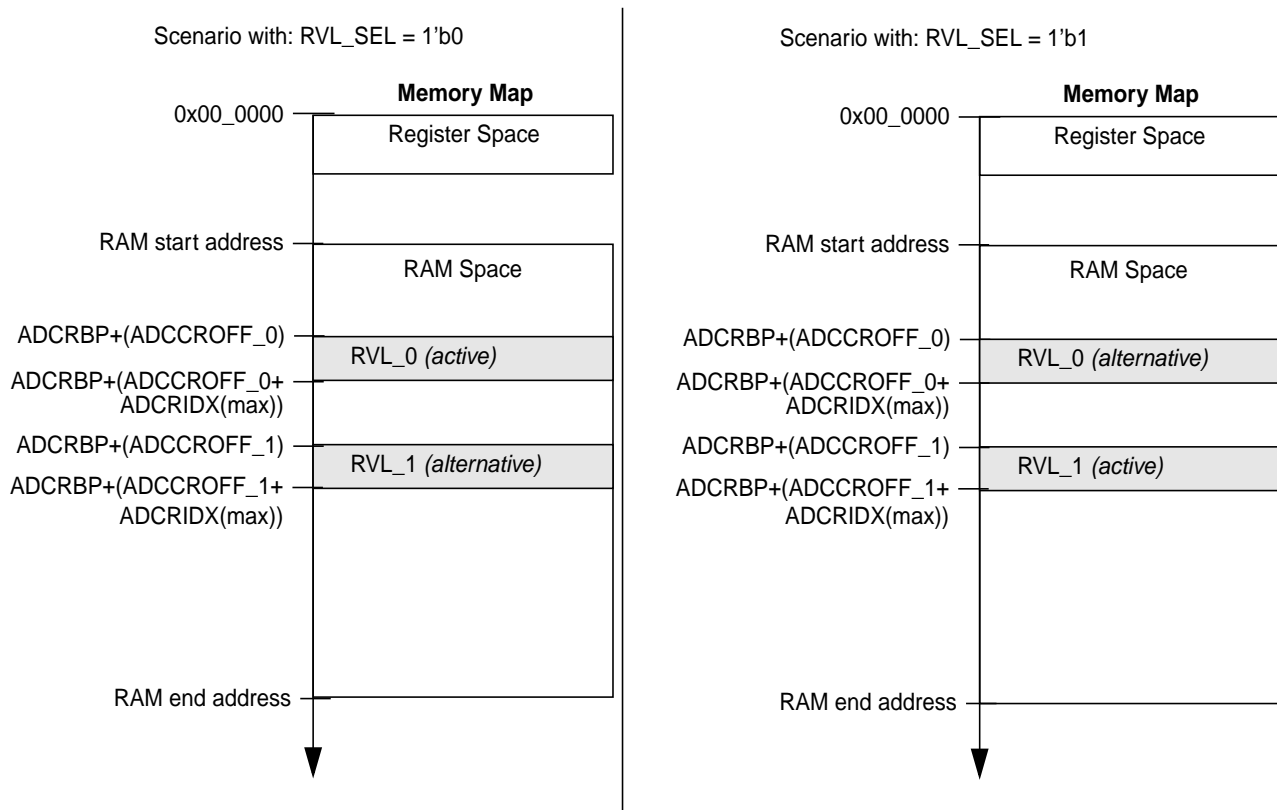 Scenario with: RVL_SEL = 1’b0
Memory Map
0x00_0000
Register Space
RAM start address
RAM Space
ADCRBP+(ADCCROFF_0)
RVL_0 (active)
ADCRBP+(ADCCROFF_0+
ADCRIDX(max))
ADCRBP+(ADCCROFF_1)
RVL_1 (alternative)
ADCRBP+(ADCCROFF_1+
ADCRIDX(max))
RAM end address
Scenario with: RVL_SEL = 1’b1
Memory Map
0x00_0000
Register Space
RAM start address
RAM Space
ADCRBP+(ADCCROFF_0)
RVL_0 (alternative)
ADCRBP+(ADCCROFF_0+
ADCRIDX(max))
ADCRBP+(ADCCROFF_1)
RVL_1 (active)
ADCRBP+(ADCCROFF_1+
ADCRIDX(max))
RAM end address